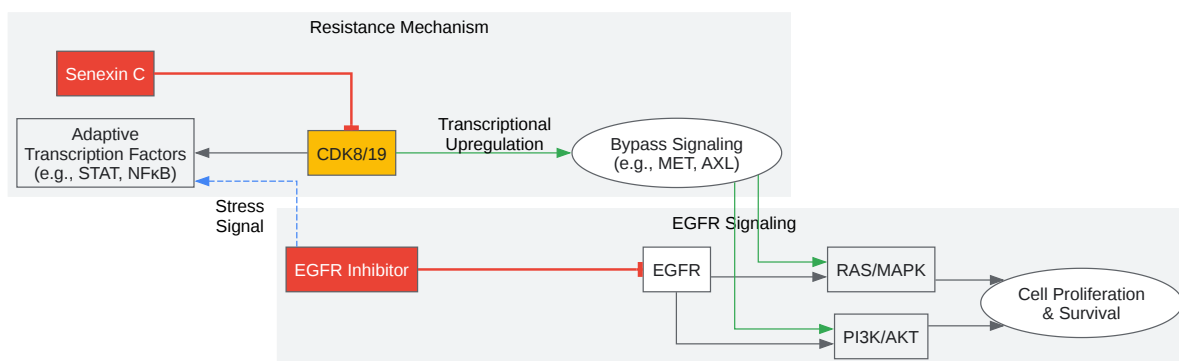 Resistance Mechanism
Senexin C
Adaptive
Transcription Factors
(e.g., STAT, NFκB)
CDK8/19
Transcriptional
Upregulation
Bypass Signaling
(e.g., MET, AXL)
Stress
Signal
EGFR Signaling
EGFR Inhibitor
EGFR
RAS/MAPK
PI3K/AKT
Cell Proliferation
& Survival